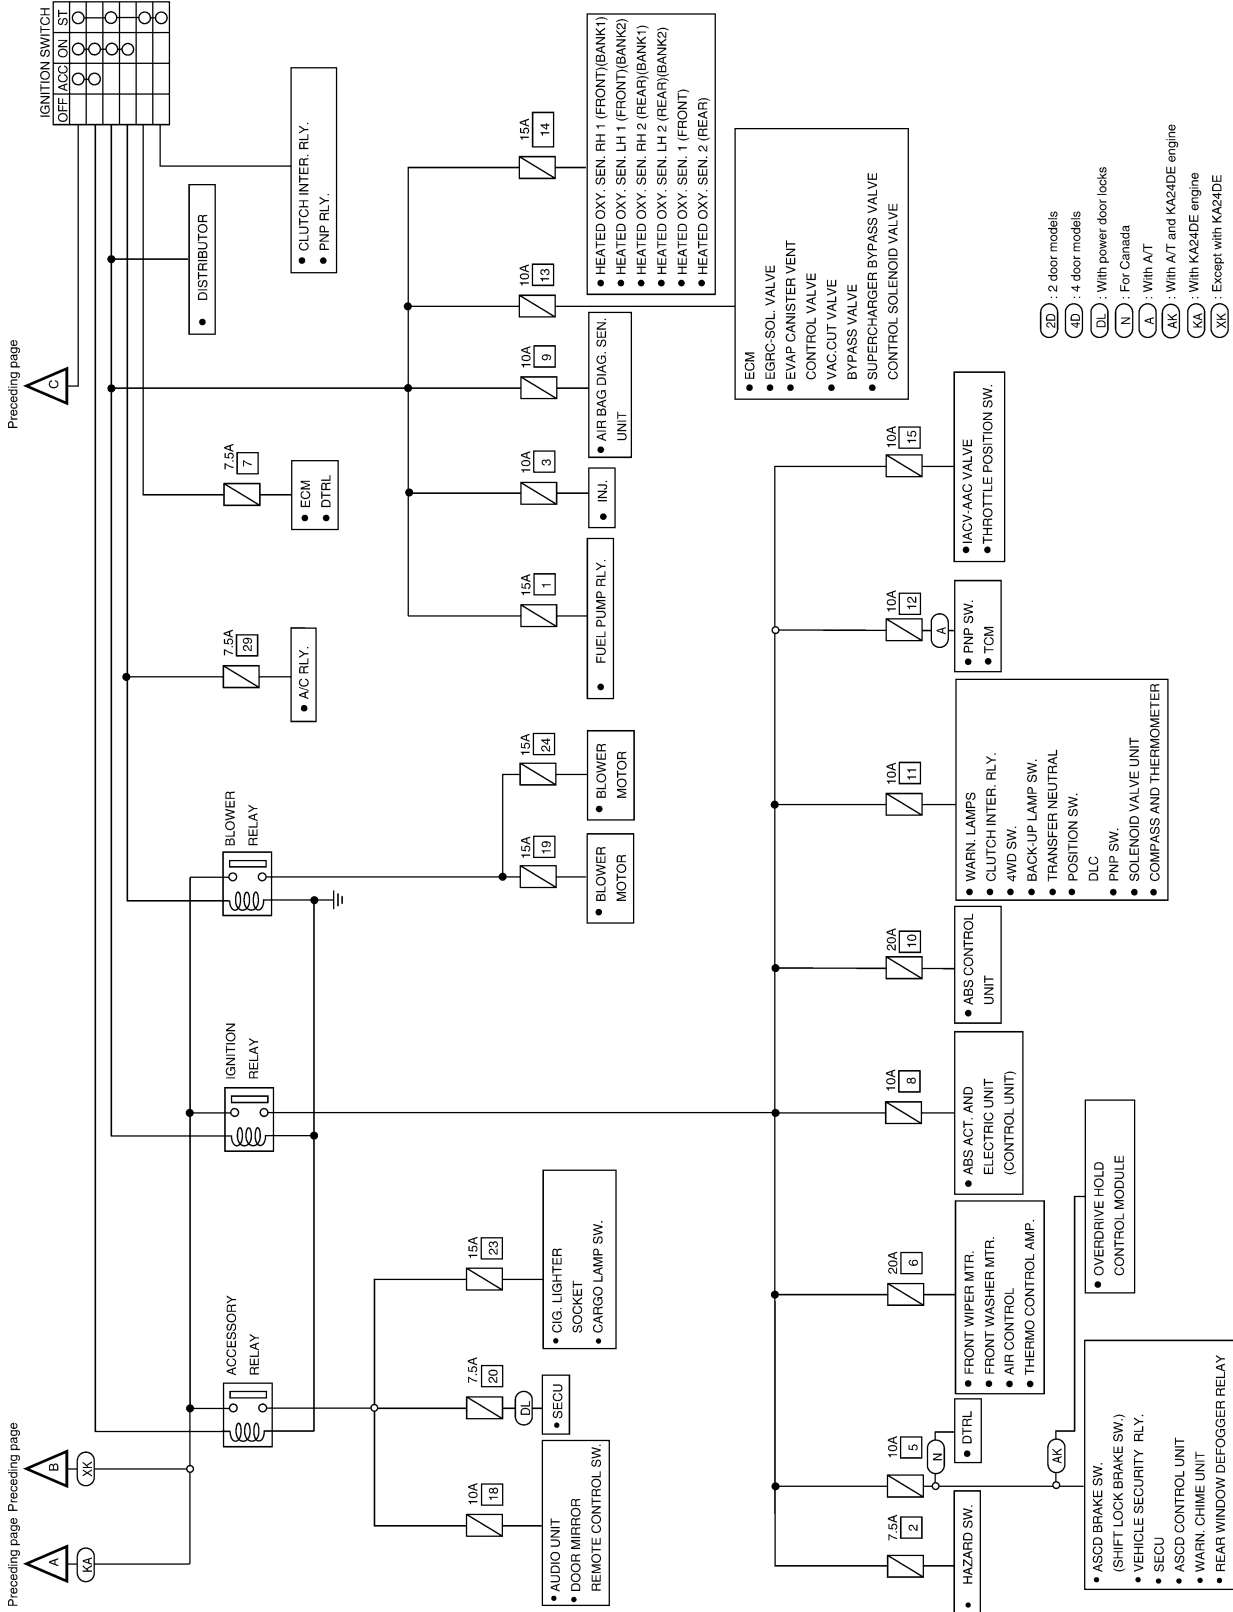 Preceding page
A
KA
Preceding page
B
XK
Preceding page
C
IGNITION SWITCH
OFF
ACC
ON
ST
ACCESSORY
RELAY
IGNITION
RELAY
BLOWER
RELAY
7.5A
29
• A/C RLY.
7.5A
7
• ECM
• DTRL
• DISTRIBUTOR
• CLUTCH INTER. RLY.
• PNP RLY.
10A
18
• AUDIO UNIT
• DOOR MIRROR
REMOTE CONTROL SW.
7.5A
20
DL
• SECU
15A
23
• CIG. LIGHTER
SOCKET
• CARGO LAMP SW.
15A
19
• BLOWER
MOTOR
15A
24
• BLOWER
MOTOR
15A
1
• FUEL PUMP RLY.
10A
3
• INJ.
10A
9
• AIR BAG DIAG. SEN.
UNIT
10A
13
• ECM
• EGRC-SOL. VALVE
• EVAP CANISTER VENT
CONTROL VALVE
• VAC.CUT VALVE
BYPASS VALVE
• SUPERCHARGER BYPASS VALVE
CONTROL SOLENOID VALVE
15A
14
• HEATED OXY. SEN. RH 1 (FRONT)(BANK1)
• HEATED OXY. SEN. LH 1 (FRONT)(BANK2)
• HEATED OXY. SEN. RH 2 (REAR)(BANK1)
• HEATED OXY. SEN. LH 2 (REAR)(BANK2)
• HEATED OXY. SEN. 1 (FRONT)
• HEATED OXY. SEN. 2 (REAR)
7.5A
2
• HAZARD SW.
10A
5
N
• DTRL
AK
• OVERDRIVE HOLD
CONTROL MODULE
• ASCD BRAKE SW.
(SHIFT LOCK BRAKE SW.)
• VEHICLE SECURITY RLY.
• SECU
• ASCD CONTROL UNIT
• WARN. CHIME UNIT
• REAR WINDOW DEFOGGER RELAY
20A
6
• FRONT WIPER MTR.
• FRONT WASHER MTR.
• AIR CONTROL
• THERMO CONTROL AMP.
10A
8
• ABS ACT. AND
ELECTRIC UNIT
(CONTROL UNIT)
20A
10
• ABS CONTROL
UNIT
10A
11
• WARN. LAMPS
• CLUTCH INTER. RLY.
• 4WD SW.
• BACK-UP LAMP SW.
• TRANSFER NEUTRAL
• POSITION SW.
DLC
• PNP SW.
• SOLENOID VALVE UNIT
• COMPASS AND THERMOMETER
10A
12
A
• PNP SW.
• TCM
10A
15
• IACV-AAC VALVE
• THROTTLE POSITION SW.
2D : 2 door models
4D : 4 door models
DL : With power door locks
N : For Canada
A : With A/T
AK : With A/T and KA24DE engine
KA : With KA24DE engine
XK : Except with KA24DE